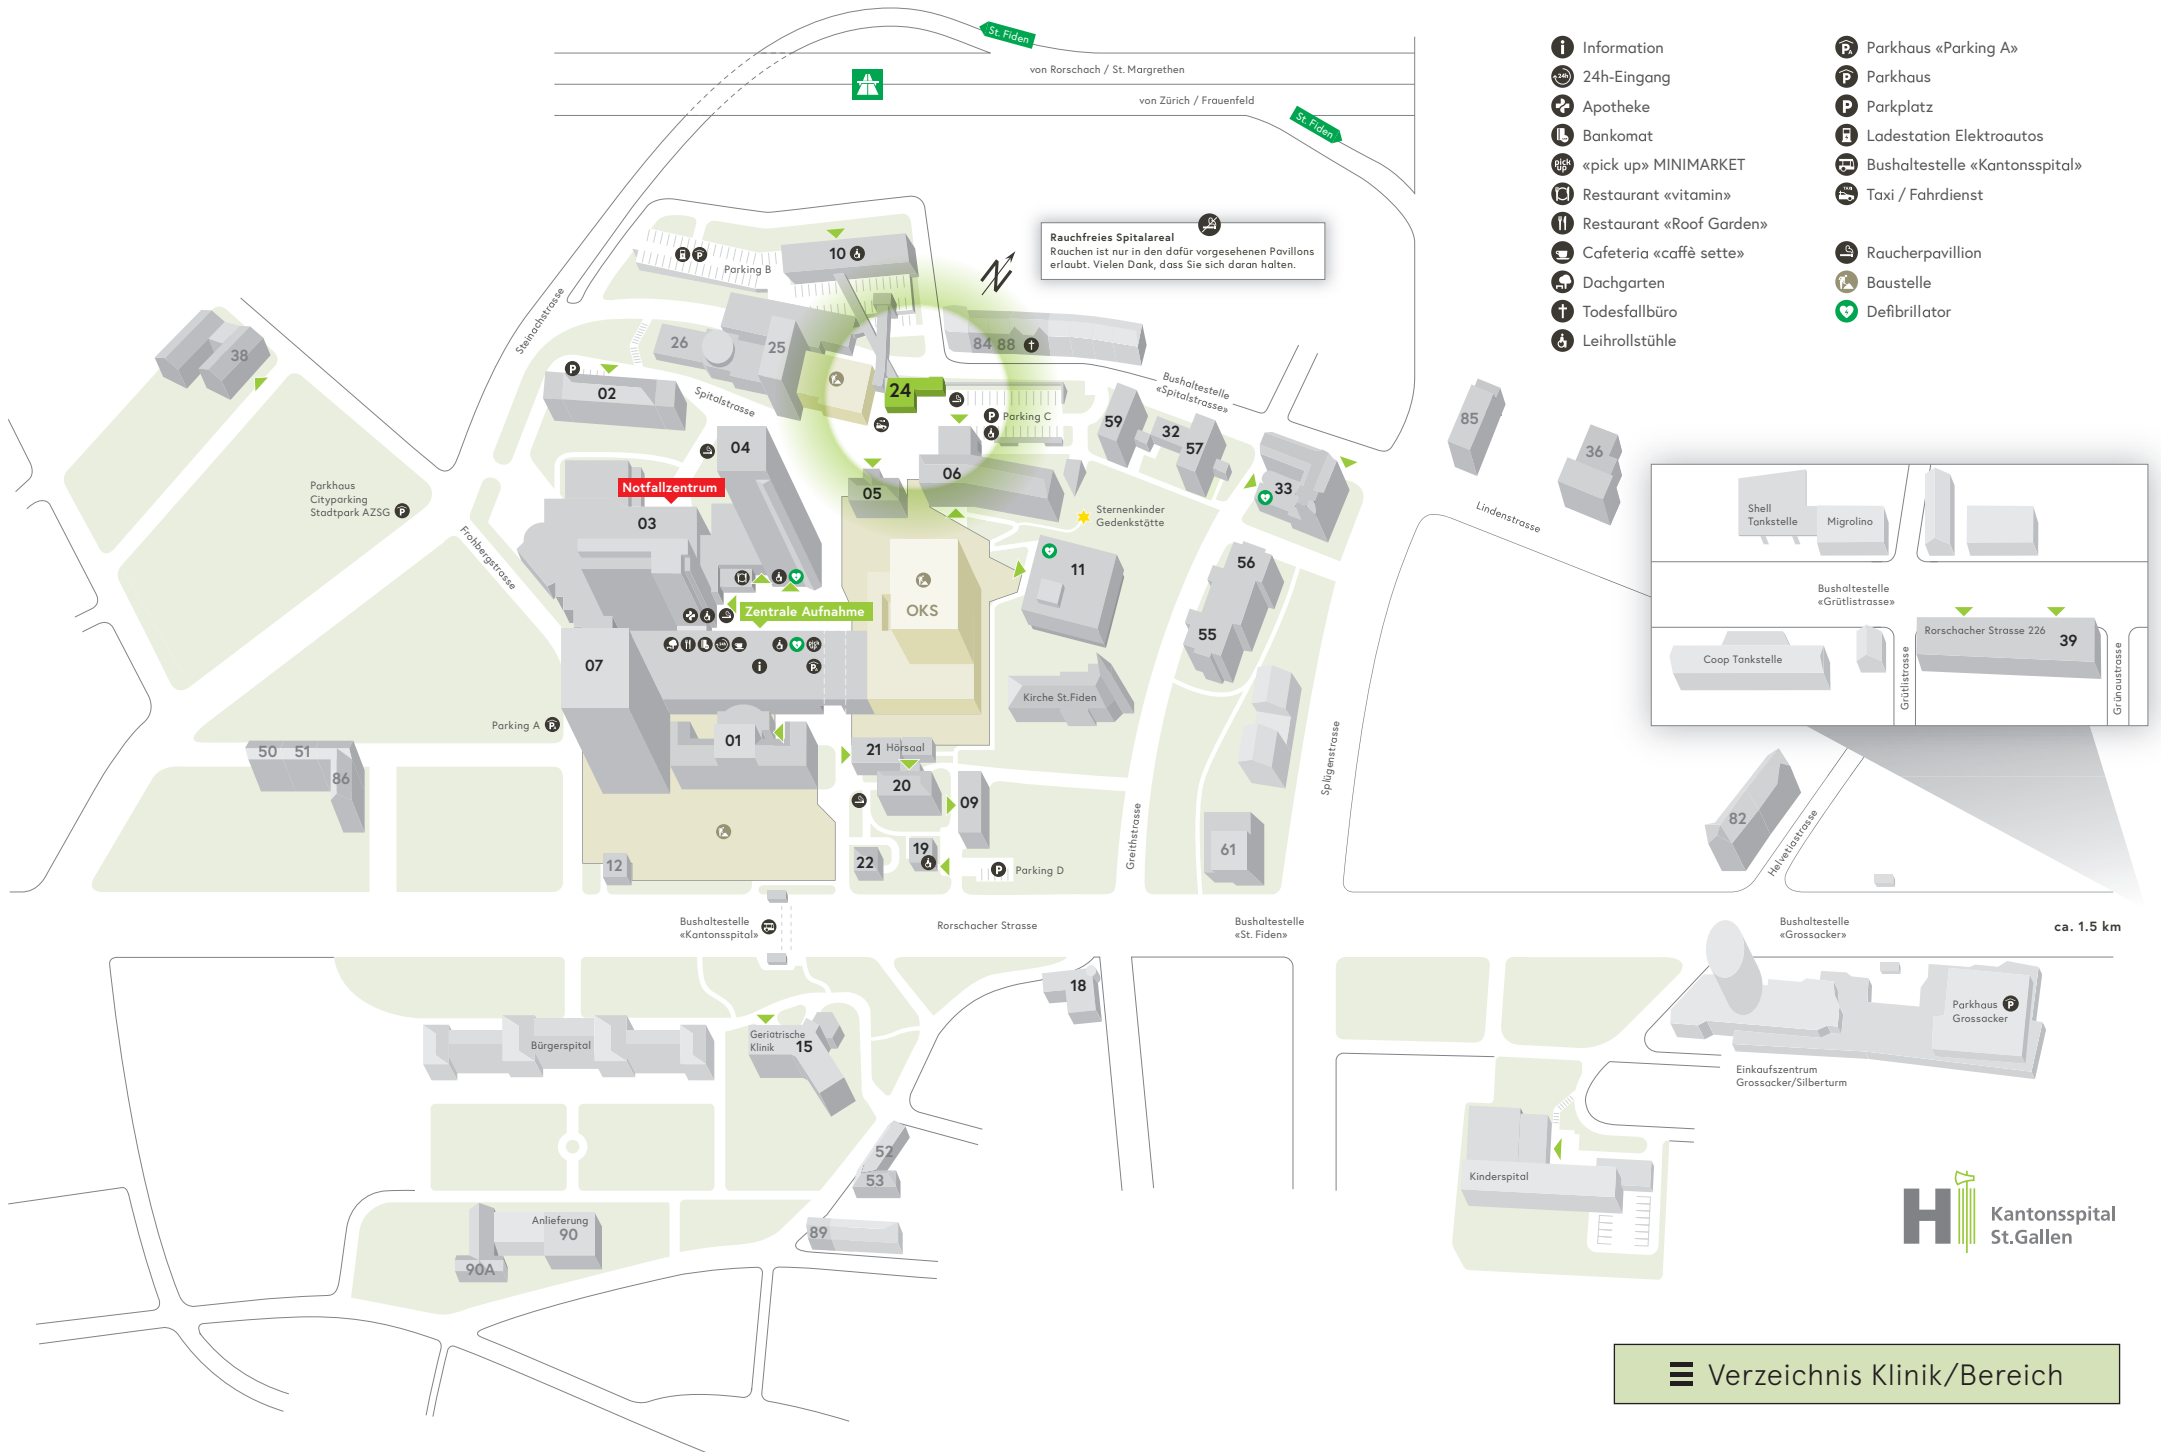 St. Fiden
von Rorschach / St. Margrethen
von Zürich / Frauenfeld
St. Fiden
Information
24h-Eingang
Apotheke
Bankomat
«pick up» MINIMARKET
Restaurant «vitamin»
Restaurant «Roof Garden»
Cafeteria «caffè sette»
Dachgarten
Todesfallbüro
Leihrollstühle
Parkhaus «Parking A»
Parkhaus
Parkplatz
Ladestation Elektroautos
Bushaltestelle «Kantonsspital»
Taxi / Fahrdienst
Raucherpavillion
Baustelle
Defibrillator
Rauchfreies Spitalareal
Rauchen ist nur in den dafür vorgesehenen Pavillons
erlaubt. Vielen Dank, dass Sie sich daran halten.
N
10
Parking B
Steinachstrasse
38
26
25
84 88
02
Spitalstrasse
24
Bushaltestelle
«Spitalstrasse»
Parking C
59
32
57
85
36
04
06
05
33
Notfallzentrum
03
Parkhaus
Cityparking
Stadtpark AZSG
Frohbergstrasse
Sternenkinder
Gedenkstätte
Lindenstrasse
Shell
Tankstelle
Migrolino
11
56
55
OKS
Zentrale Aufnahme
07
Bushaltestelle
«Grütlistrasse»
Rorschacher Strasse 226
39
Coop Tankstelle
Grütlistrasse
Grünaustrasse
Kirche St.Fiden
Parking A
01
21 Hörsaal
20
09
50 51
86
Splügenstrasse
Greithstrasse
82
Helvetiastrasse
61
12
22
19
Parking D
Bushaltestelle
«Kantonsspital»
Rorschacher Strasse
Bushaltestelle
«St. Fiden»
Bushaltestelle
«Grossacker»
ca. 1.5 km
18
Bürgerspital
Geriatrische
Klinik
15
Parkhaus
Grossacker
Einkaufszentrum
Grossacker/Silberturm
52
53
Kinderspital
89
Anlieferung
90
90A
Kantonsspital
St.Gallen
Verzeichnis Klinik/Bereich